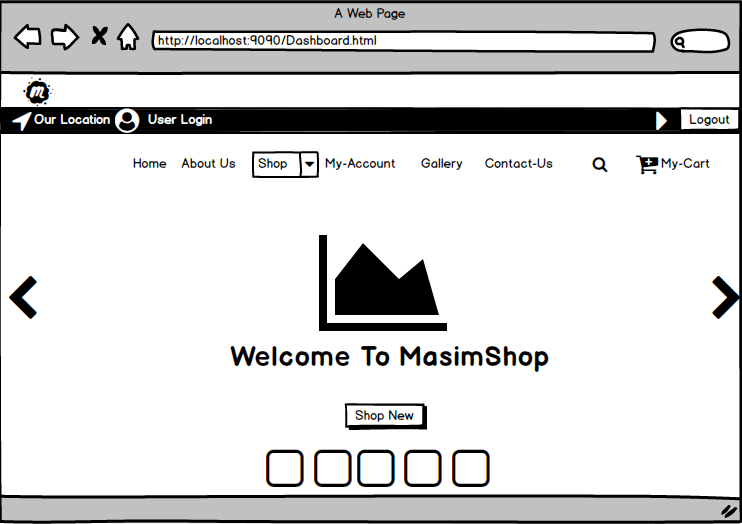 A Web Page
http://localhost:9090/Dashboard.html
m
Our Location User Login Logout
Home About Us Shop My-Account Gallery Contact-Us My-Cart
Welcome To MasimShop
Shop New